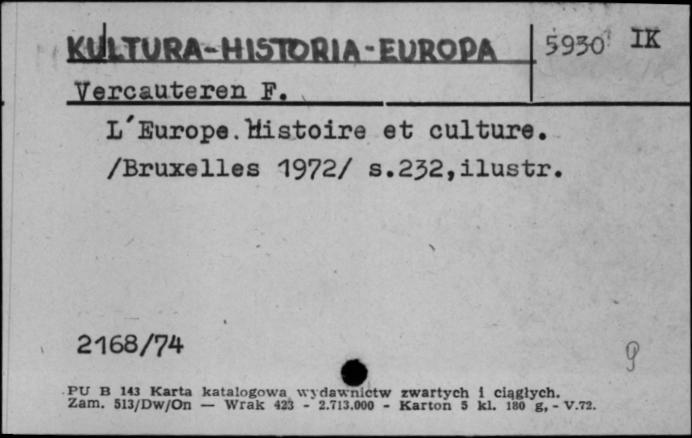 KULTURA-HISTORIA-EUROPA 5930 IK
Vercauteren F.
L'Europe.Histoire et culture.
/Bruxelles 1972/ s.232,ilustr.
2168/74
9
PU B 143 Karta katalogowa wydawnictw zwartych i ciągłych.
Zam. 513/Dw/On — Wrak 423 - 2.713.000 - Karton 5 kl. 180 g, - V.72.